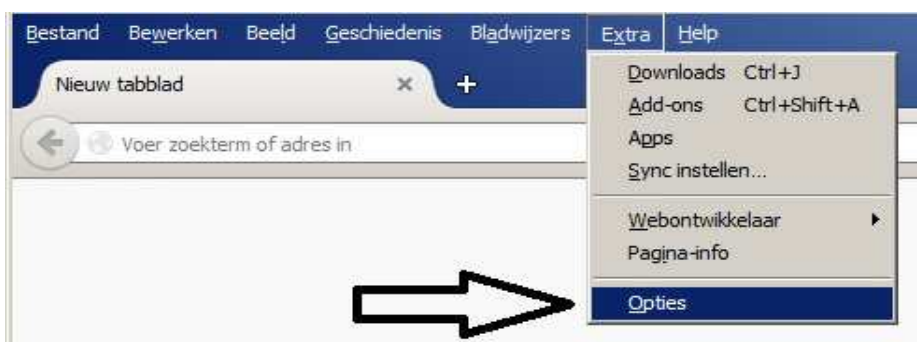 Bestand Bewerken Beeld Geschiedenis Bladwijzers Extra Help
Nieuw tabblad
Voer zoekterm of adres in
Downloads Ctrl+J
Add-ons Ctrl+Shift+A
Apps
Sync instellen...
Webontwikkelaar
Pagina-info
Opties